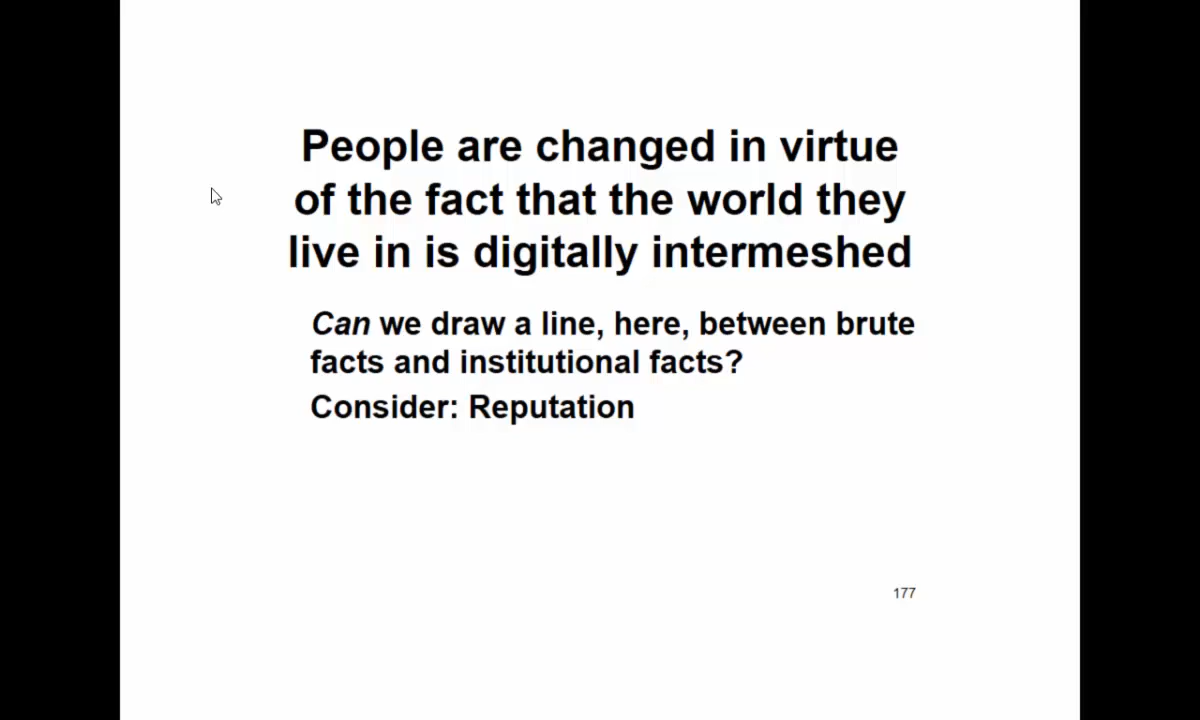 People are changed in virtue
of the fact that the world they
live in is digitally intermeshed
Can we draw a line, here, between brute
facts and institutional facts?
Consider: Reputation
177